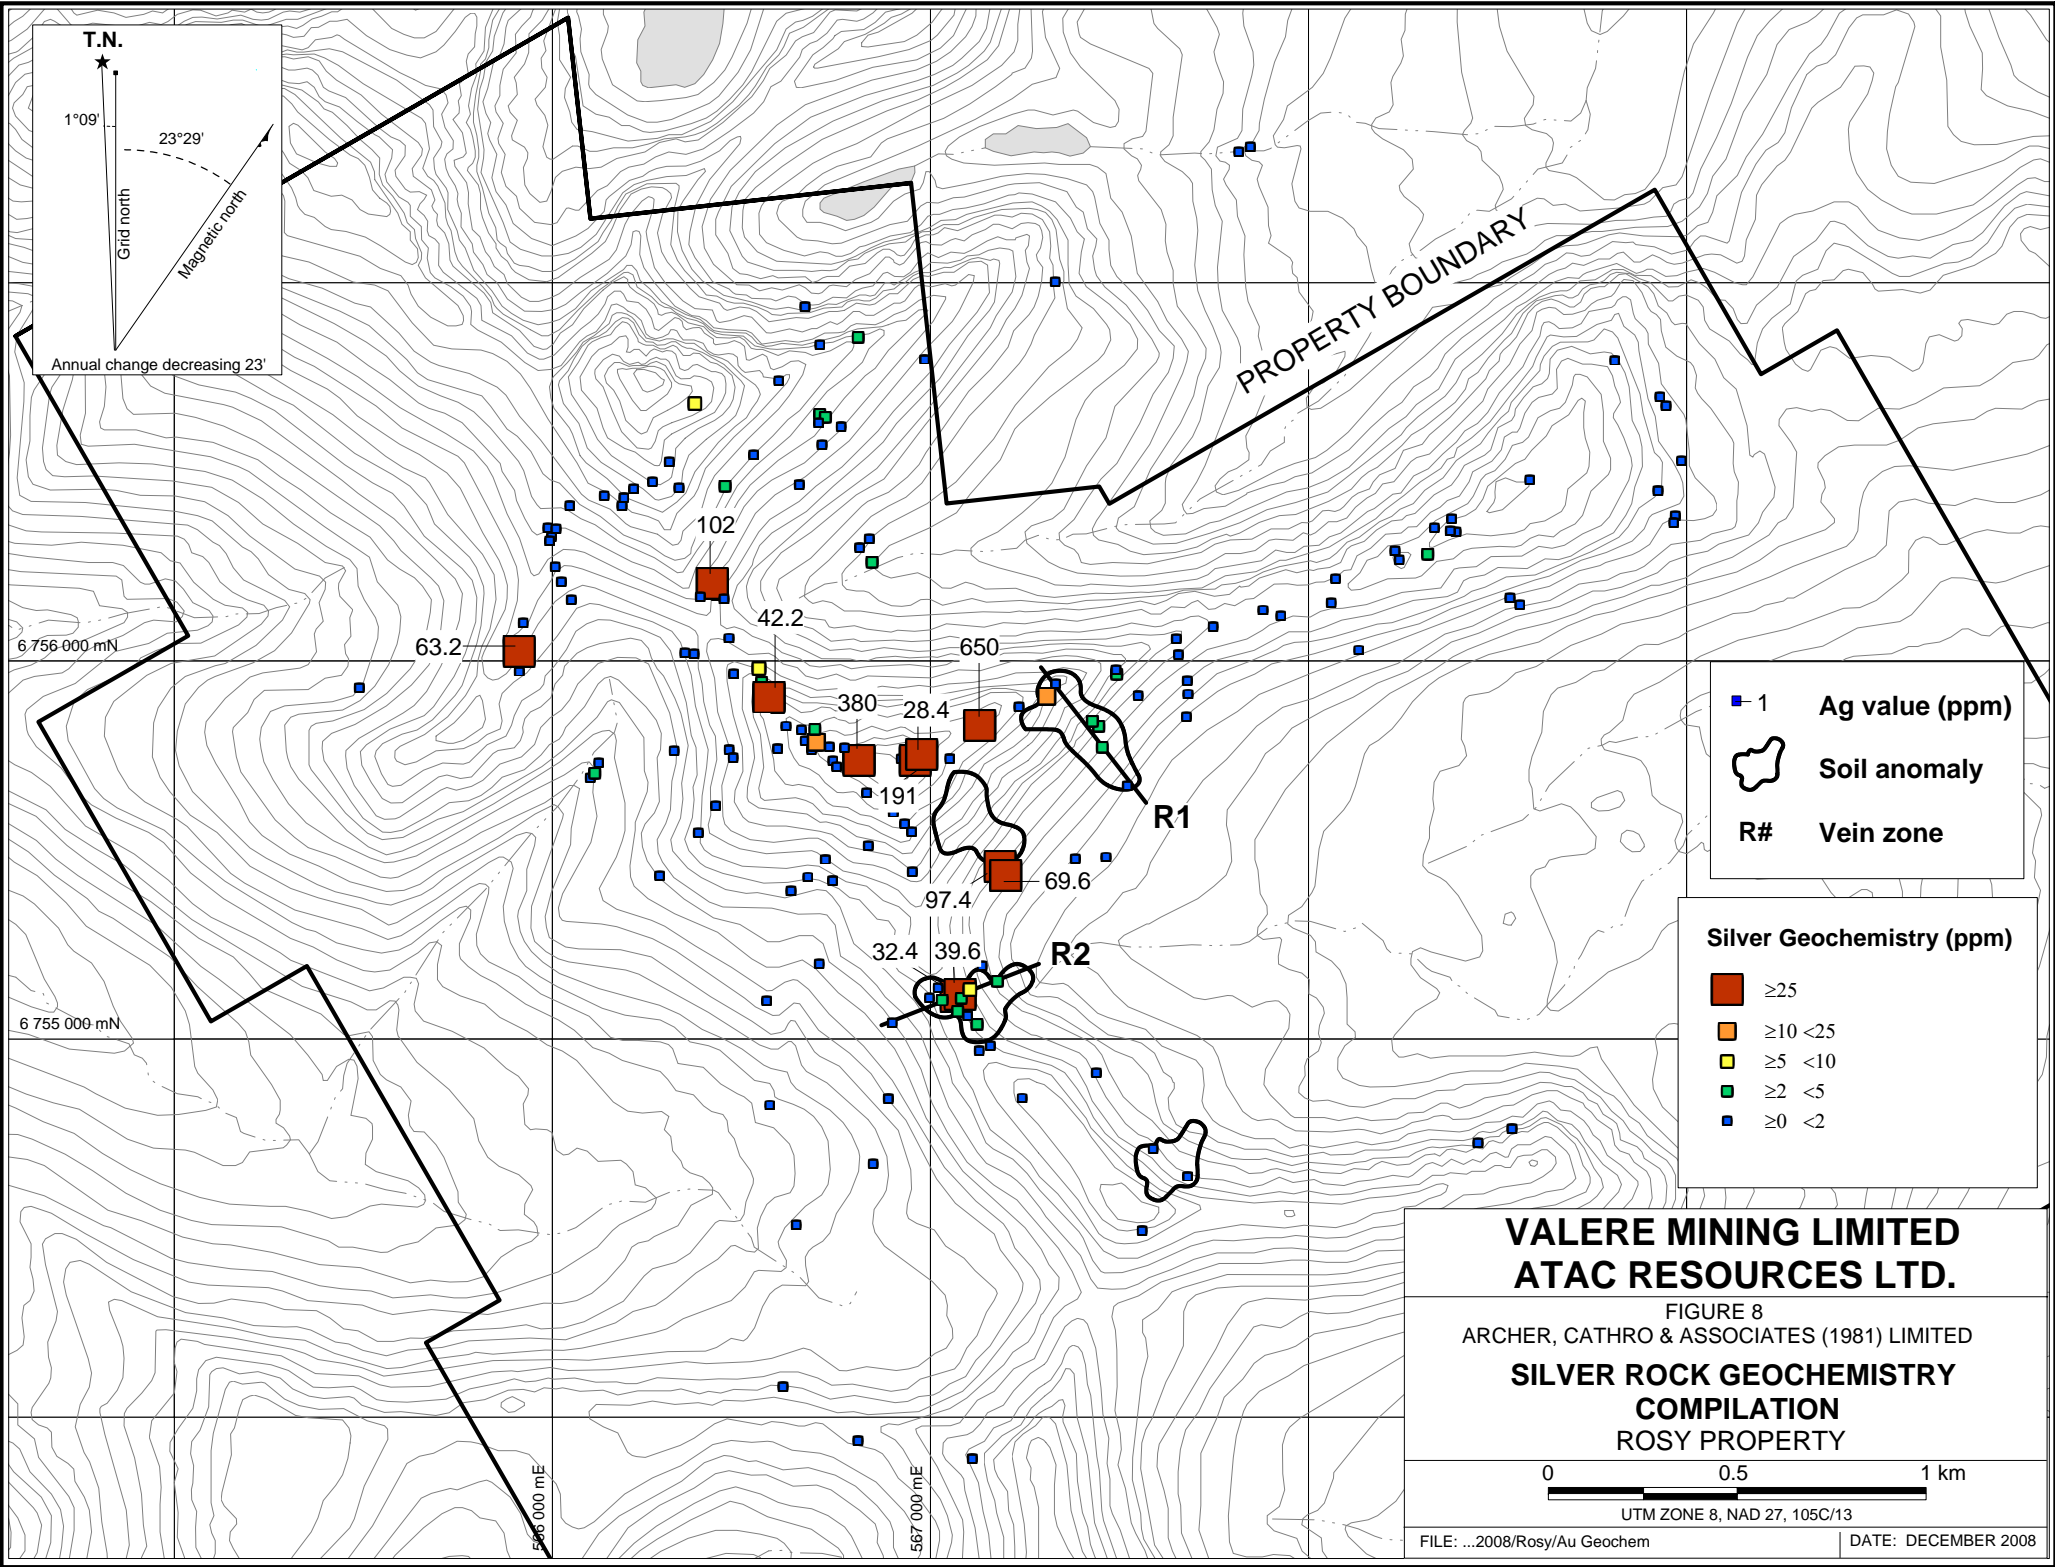 T.N.
1°09'
23°29'
Grid north
Magnetic north
Annual change decreasing 23'
PROPERTY BOUNDARY
102
42.2
63.2
6 756 000 mN
650
380
28.4
191
R1
97.4
69.6
32.4
39.6
R2
6 755 000 mN
566 000 mE
567 000 mE
1 Ag value (ppm)
Soil anomaly
R# Vein zone
Silver Geochemistry (ppm)
≥25
≥10 <25
≥5 <10
≥2 <5
≥0 <2
VALERE MINING LIMITED
ATAC RESOURCES LTD.
FIGURE 8
ARCHER, CATHRO & ASSOCIATES (1981) LIMITED
SILVER ROCK GEOCHEMISTRY
COMPILATION
ROSY PROPERTY
0 0.5 1 km
UTM ZONE 8, NAD 27, 105C/13
FILE: ...2008/Rosy/Au Geochem DATE: DECEMBER 2008